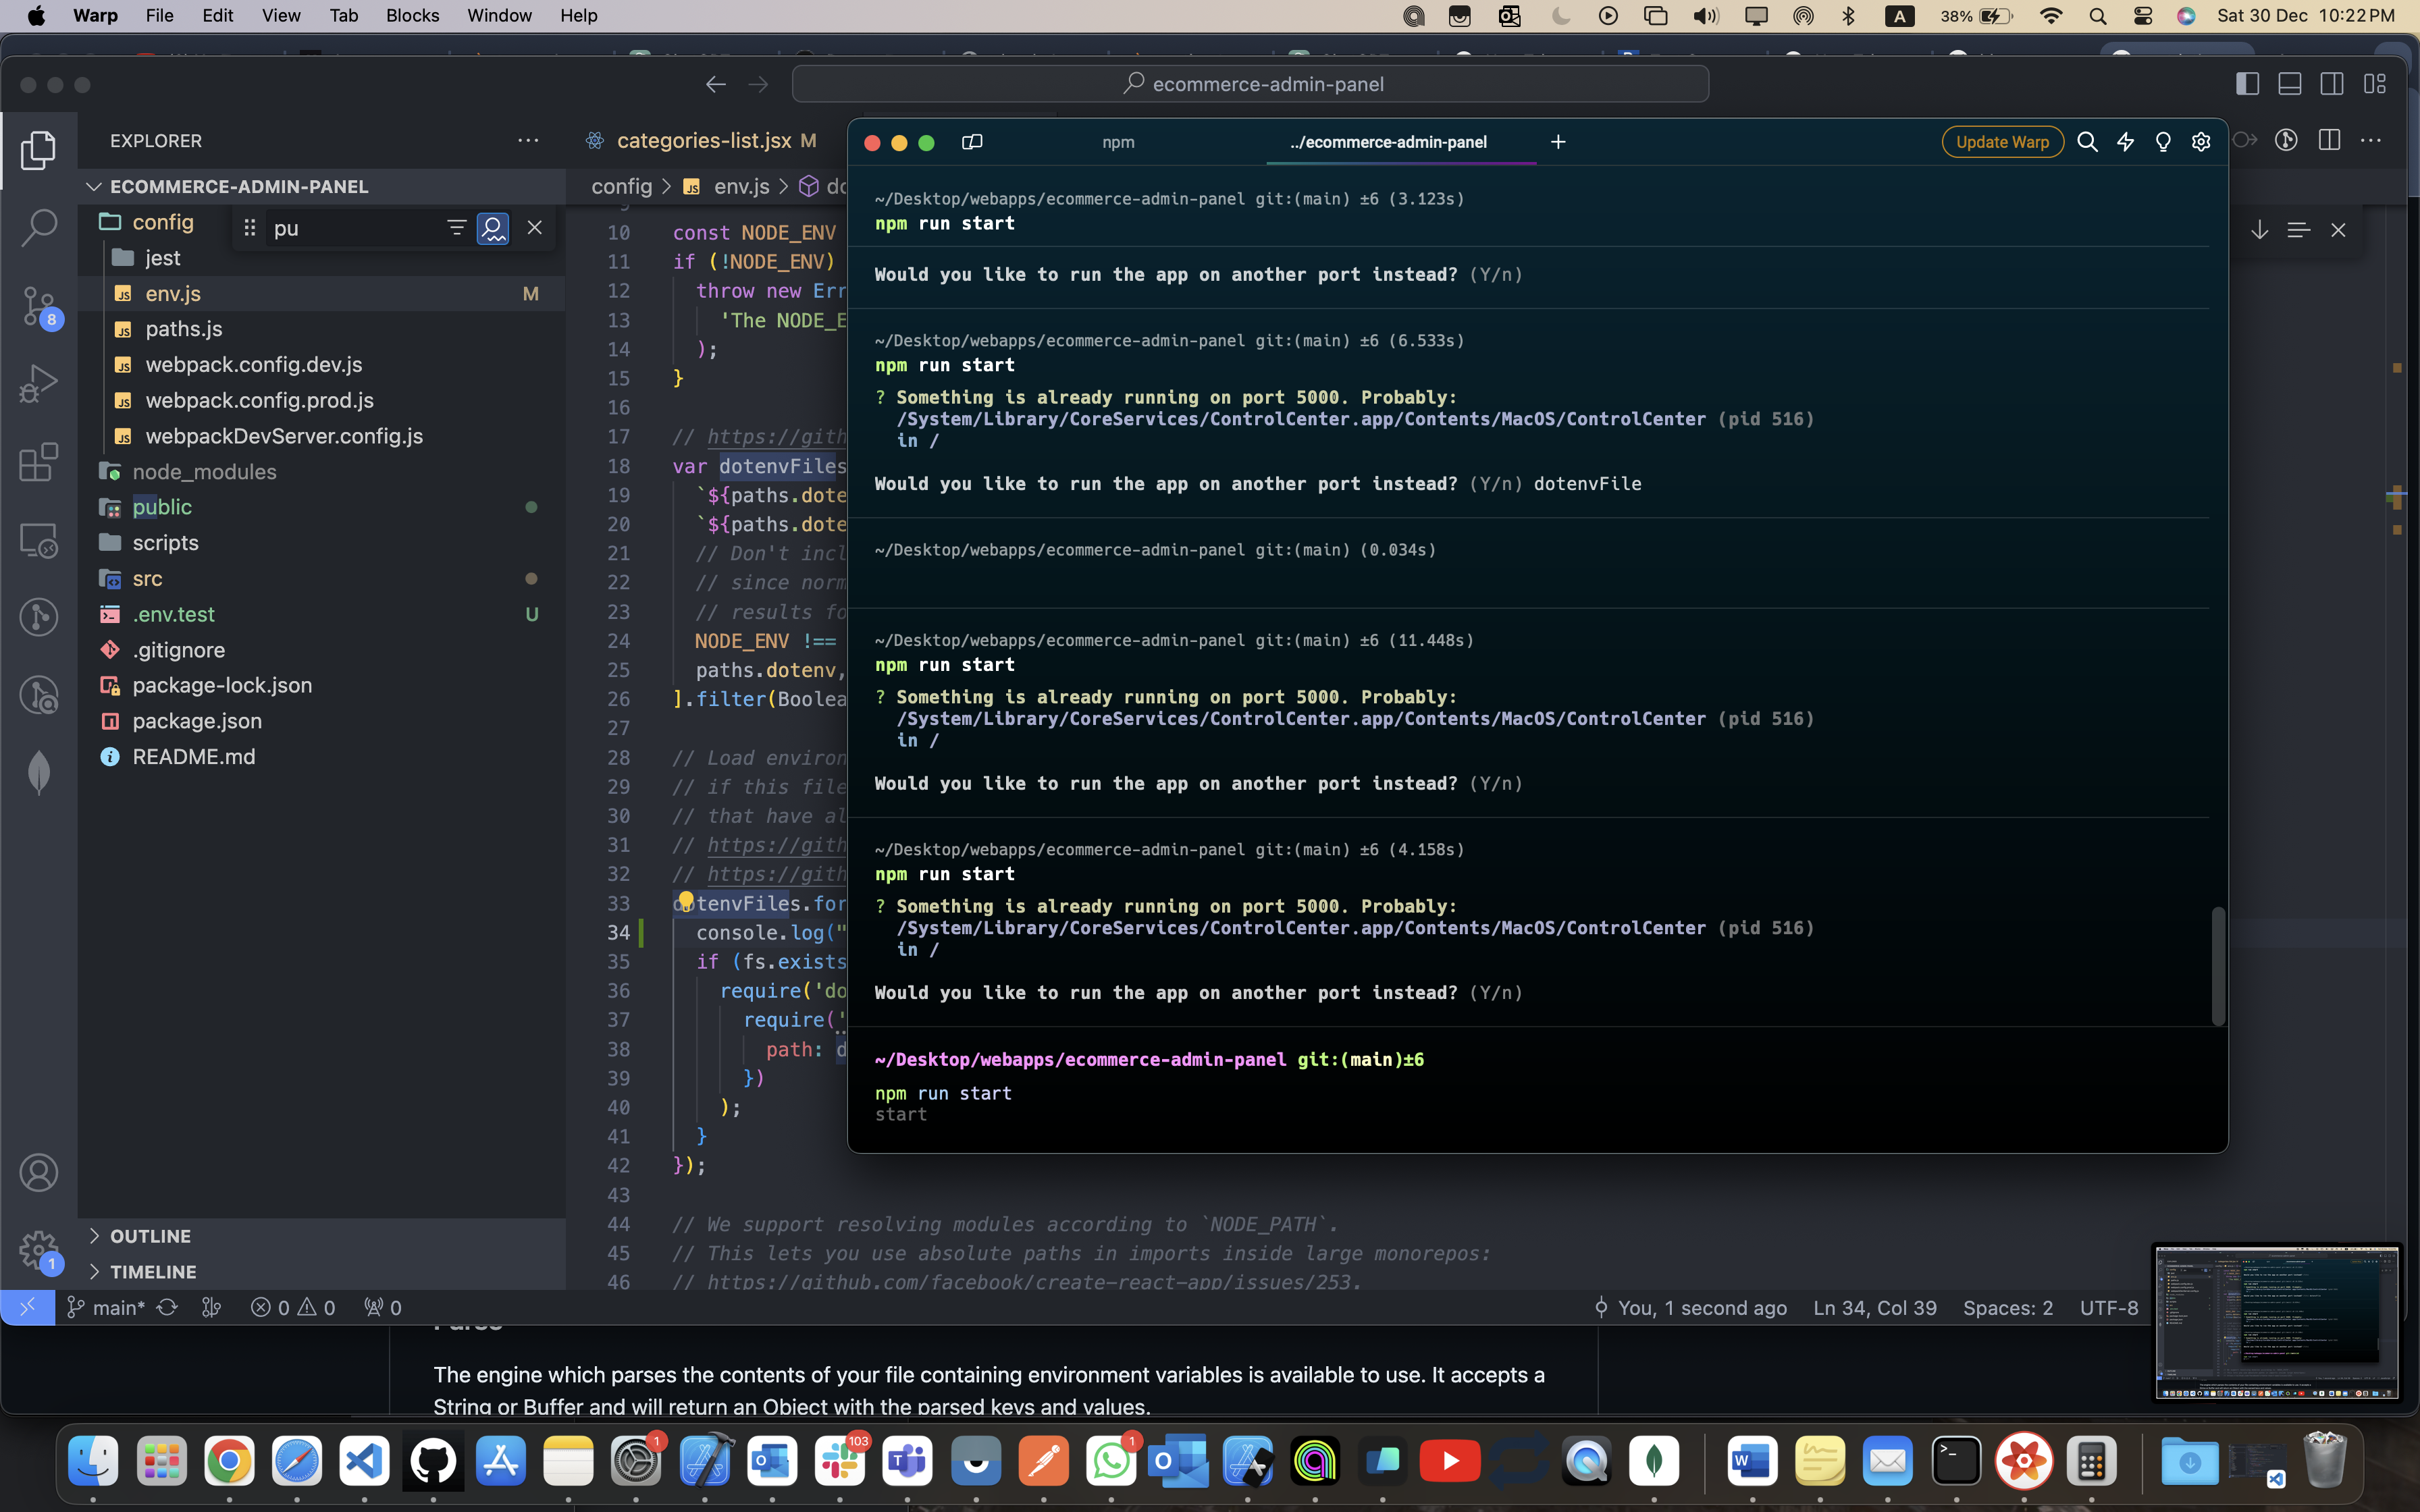 Warp File Edit View Tab Blocks Window Help
A 38% Sat 30 Dec 10:22 PM
ecommerce-admin-panel
EXPLORER
categories-list.jsx M
ECOMMERCE-ADMIN-PANEL
config
pu
jest
env.js M
paths.js
webpack.config.dev.js
webpack.config.prod.js
webpackDevServer.config.js
node_modules
public
scripts
src
.env.test U
.gitignore
package-lock.json
package.json
README.md
OUTLINE
TIMELINE
8
1
config > JS env.js >
9
10 const NODE_ENV
11 if (!NODE_ENV)
12 throw new Err
13 'The NODE_E
14 );
15 }
16
17 // https://gith
18 var dotenvFiles
19 `${paths.dote
20 `${paths.dote
21 // Don't incl
22 // since norm
23 // results fo
24 NODE_ENV !==
25 paths.dotenv,
26 ].filter(Boolea
27
28 // Load environ
29 // if this file
30 // that have al
31 // https://gith
32 // https://gith
33 dotenvFiles.for
34 console.log("
35 if (fs.exists
36 require('do
37 require('
38 path: d
39 })
40 );
41 }
42 });
43
44 // We support resolving modules according to `NODE_PATH`.
45 // This lets you use absolute paths in imports inside large monorepos:
46 // https://github.com/facebook/create-react-app/issues/253.
npm
../ecommerce-admin-panel
Update Warp
~/Desktop/webapps/ecommerce-admin-panel git:(main) ±6 (3.123s)
npm run start
Would you like to run the app on another port instead? (Y/n)
~/Desktop/webapps/ecommerce-admin-panel git:(main) ±6 (6.533s)
npm run start
? Something is already running on port 5000. Probably:
/System/Library/CoreServices/ControlCenter.app/Contents/MacOS/ControlCenter (pid 516)
in /
Would you like to run the app on another port instead? (Y/n) dotenvFile
~/Desktop/webapps/ecommerce-admin-panel git:(main) (0.034s)
~/Desktop/webapps/ecommerce-admin-panel git:(main) ±6 (11.448s)
npm run start
? Something is already running on port 5000. Probably:
/System/Library/CoreServices/ControlCenter.app/Contents/MacOS/ControlCenter (pid 516)
in /
Would you like to run the app on another port instead? (Y/n)
~/Desktop/webapps/ecommerce-admin-panel git:(main) ±6 (4.158s)
npm run start
? Something is already running on port 5000. Probably:
/System/Library/CoreServices/ControlCenter.app/Contents/MacOS/ControlCenter (pid 516)
in /
Would you like to run the app on another port instead? (Y/n)
~/Desktop/webapps/ecommerce-admin-panel git:(main)±6
npm run start
start
main* 0 0 0 You, 1 second ago Ln 34, Col 39 Spaces: 2 UTF-8
The engine which parses the contents of your file containing environment variables is available to use. It accepts a
String or Buffer and will return an Object with the parsed keys and values.
1 103 1